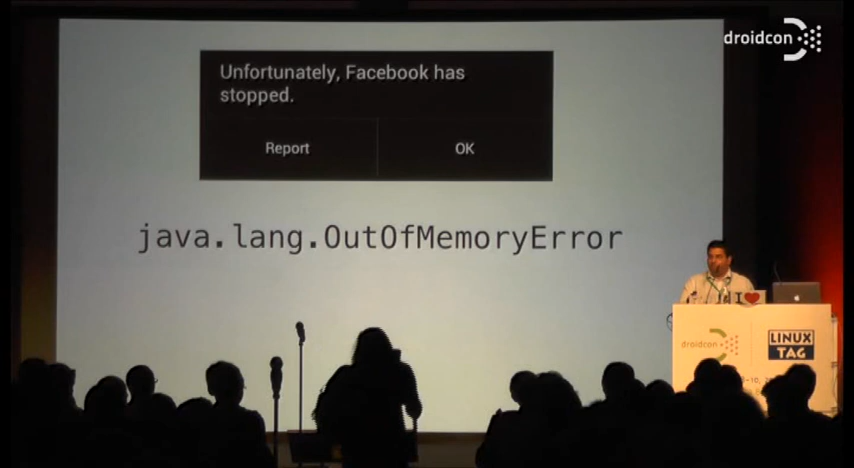 droidcon
Unfortunately, Facebook has
stopped.
Report
OK
java.lang.OutOfMemoryError
I
droidcon
LINUX
TAG